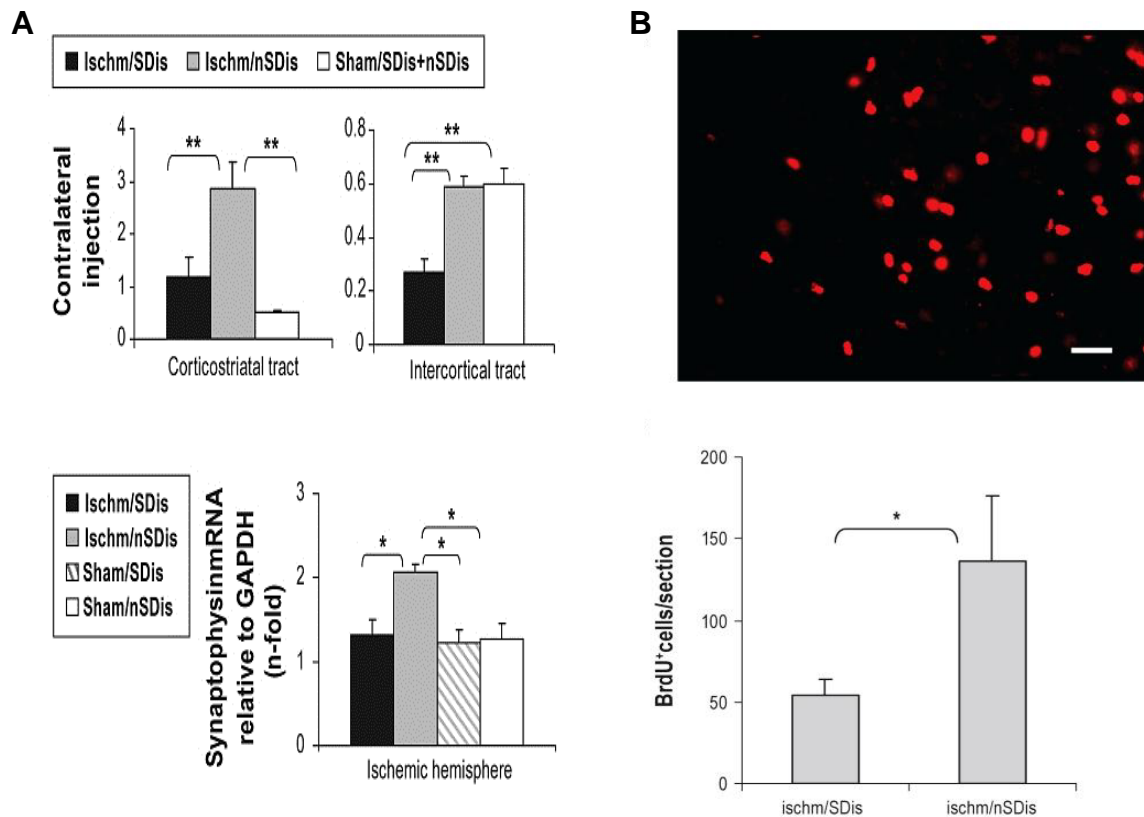 A
Ischm/SDis Ischm/nSDis Sham/SDis+nSDis
Contralateral
injection
4
3
2
1
0
**
**
Corticostriatal tract
0.8
0.6
0.4
0.2
0
**
**
Intercortical tract
Ischm/SDis
Ischm/nSDis
Sham/SDis
Sham/nSDis
SynaptophysinmRNA
relative to GAPDH
(n-fold)
3
2
1
0
*
*
*
Ischemic hemisphere
B
BrdU⁺cells/section
200
150
100
50
0
*
ischm/SDis
ischm/nSDis